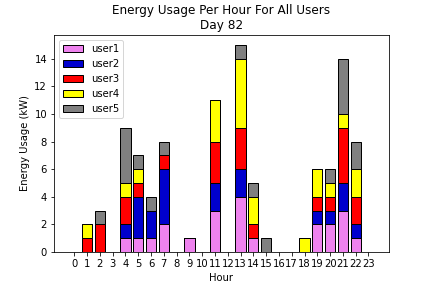 Energy Usage Per Hour For All Users
Day 82
user1
user2
user3
user4
user5
Energy Usage (kW)
14
12
10
8
6
4
2
0
0 1 2 3 4 5 6 7 8 9 10 11 12 13 14 15 16 17 18 19 20 21 22 23
Hour